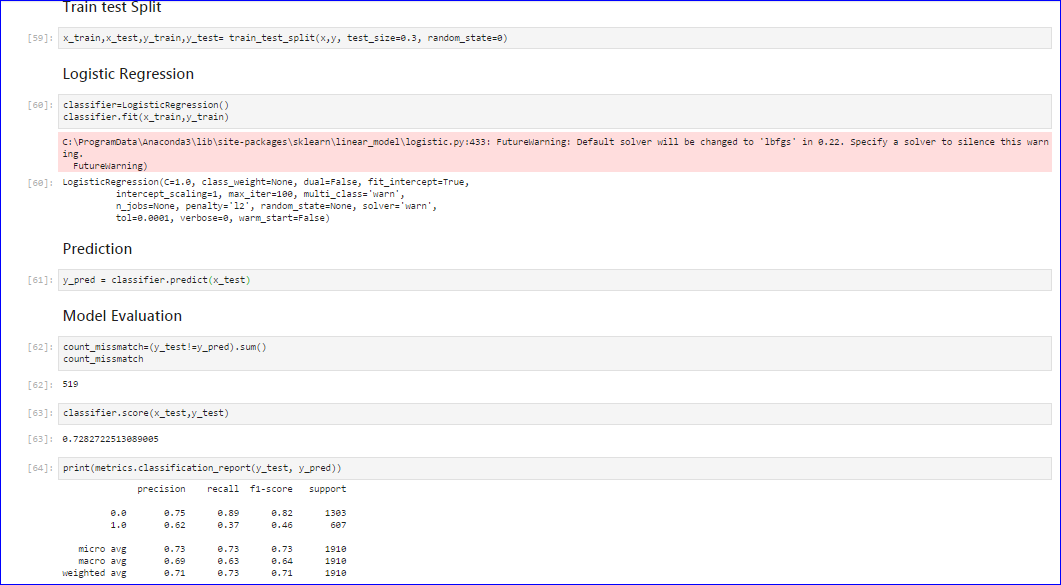 Train test Split
[59]: x_train,x_test,y_train,y_test= train_test_split(x,y, test_size=0.3, random_state=0)
Logistic Regression
[60]: classifier=LogisticRegression()
classifier.fit(x_train,y_train)
C:\ProgramData\Anaconda3\lib\site-packages\sklearn\linear_model\logistic.py:433: FutureWarning: Default solver will be changed to 'lbfgs' in 0.22. Specify a solver to silence this warn
ing.
  FutureWarning)
[60]: LogisticRegression(C=1.0, class_weight=None, dual=False, fit_intercept=True,
          intercept_scaling=1, max_iter=100, multi_class='warn',
          n_jobs=None, penalty='l2', random_state=None, solver='warn',
          tol=0.0001, verbose=0, warm_start=False)
Prediction
[61]: y_pred = classifier.predict(x_test)
Model Evaluation
[62]: count_missmatch=(y_test!=y_pred).sum()
count_missmatch
[62]: 519
[63]: classifier.score(x_test,y_test)
[63]: 0.7282722513089005
[64]: print(metrics.classification_report(y_test, y_pred))
              precision    recall  f1-score   support
         0.0       0.75      0.89      0.82      1303
         1.0       0.62      0.37      0.46       607
   micro avg       0.73      0.73      0.73      1910
   macro avg       0.69      0.63      0.64      1910
weighted avg       0.71      0.73      0.71      1910